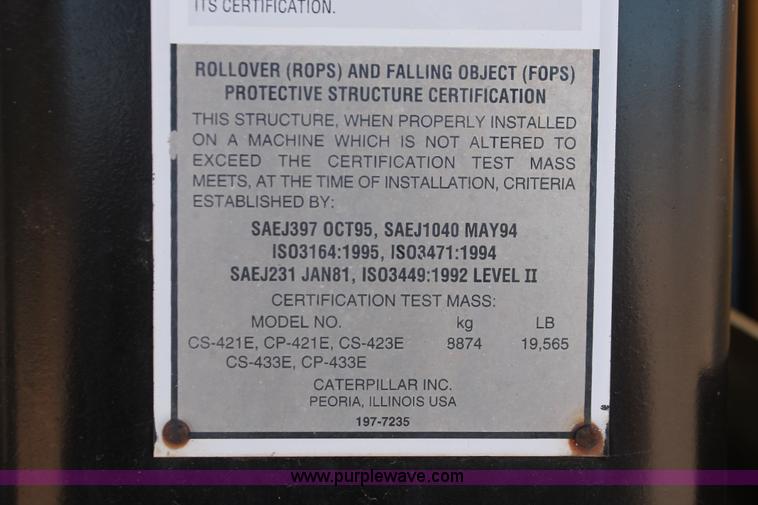 ITS CERTIFICATION.
ROLLOVER (ROPS) AND FALLING OBJECT (FOPS)
PROTECTIVE STRUCTURE CERTIFICATION
THIS STRUCTURE, WHEN PROPERLY INSTALLED
ON A MACHINE WHICH IS NOT ALTERED TO
EXCEED THE CERTIFICATION TEST MASS
MEETS, AT THE TIME OF INSTALLATION, CRITERIA
ESTABLISHED BY:
SAEJ397 OCT95, SAEJ1040 MAY94
ISO3164:1995, ISO3471:1994
SAEJ231 JAN81, ISO3449:1992 LEVEL II
CERTIFICATION TEST MASS:
MODEL NO. kg LB
CS-421E, CP-421E, CS-423E 8874 19,565
CS-433E, CP-433E
CATERPILLAR INC.
PEORIA, ILLINOIS USA
197-7235
www.purplewave.com